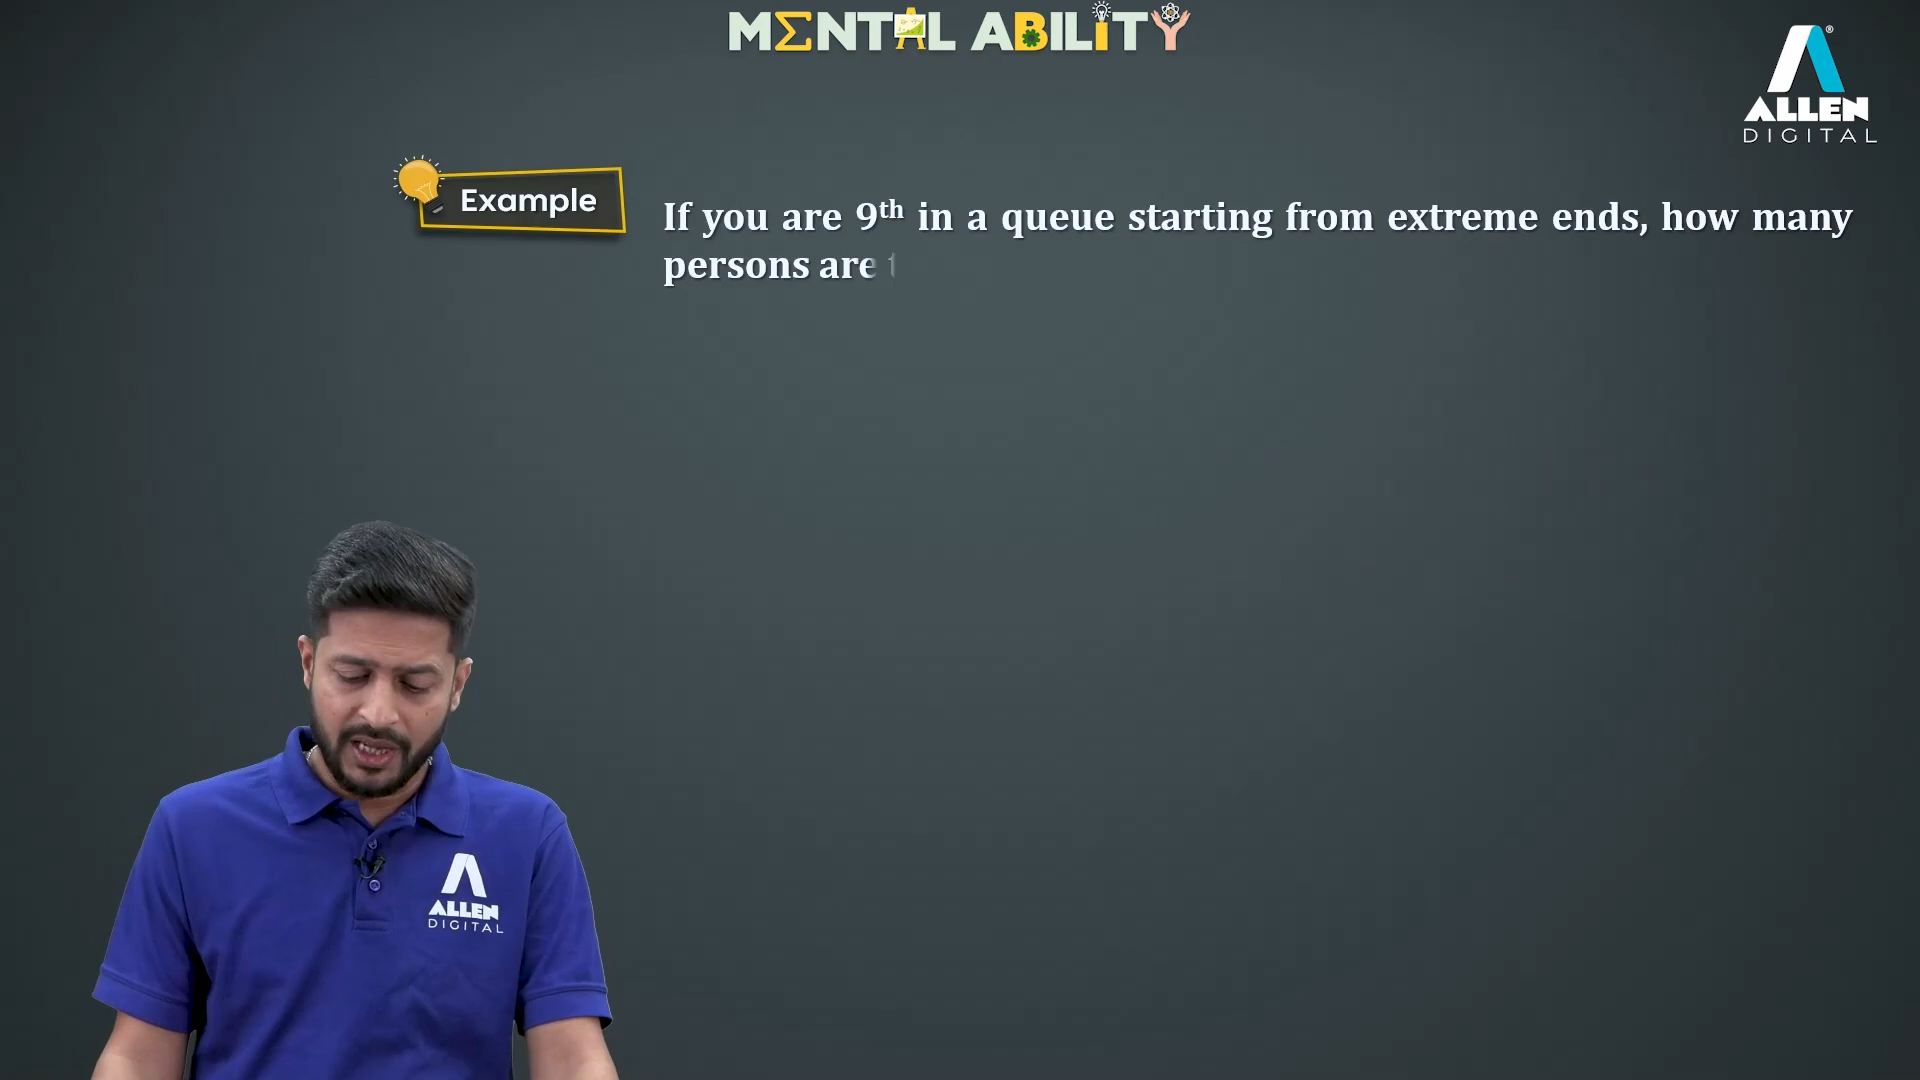 MENTAL ABILITY
ALLEN
DIGITAL
Example
If you are 9th in a queue starting from extreme ends, how many
persons are
ALLEN
DIGITAL